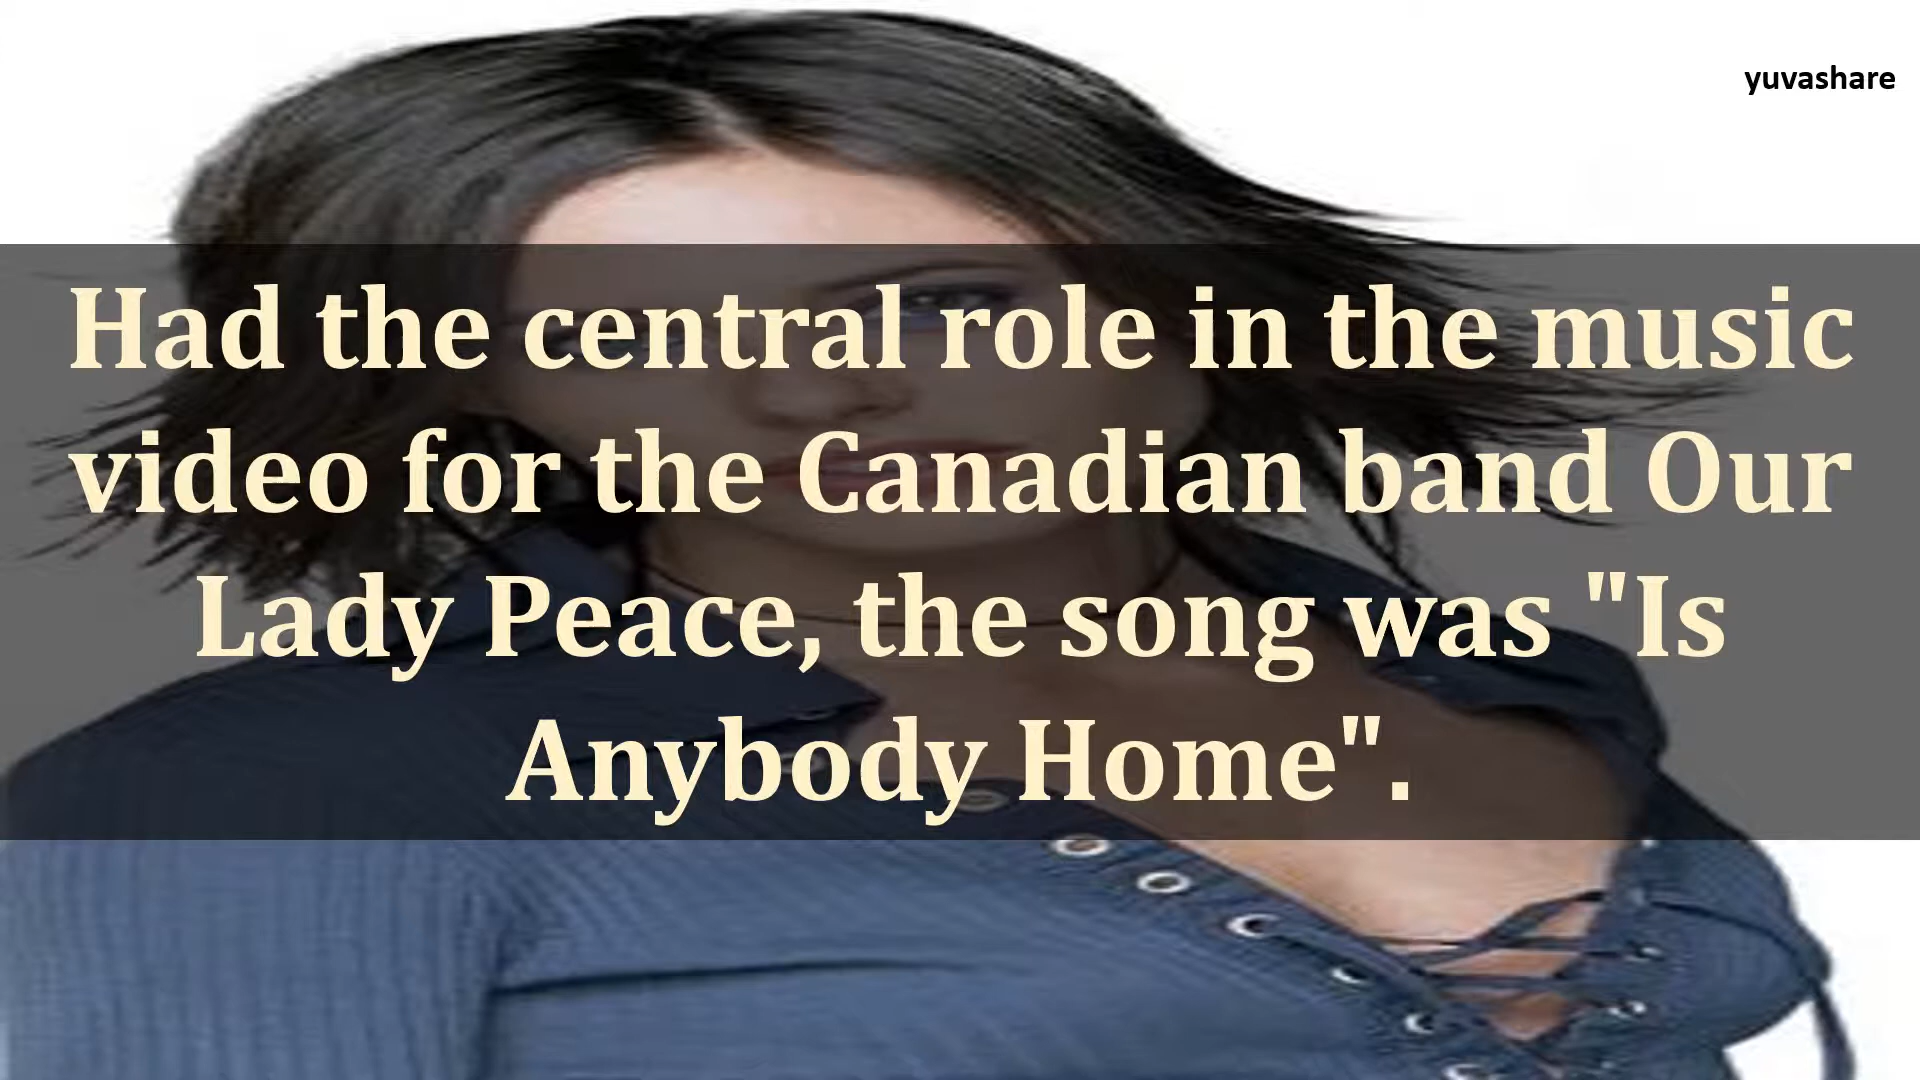 yuvashare
Had the central role in the music
video for the Canadian band Our
Lady Peace, the song was "Is
Anybody Home".